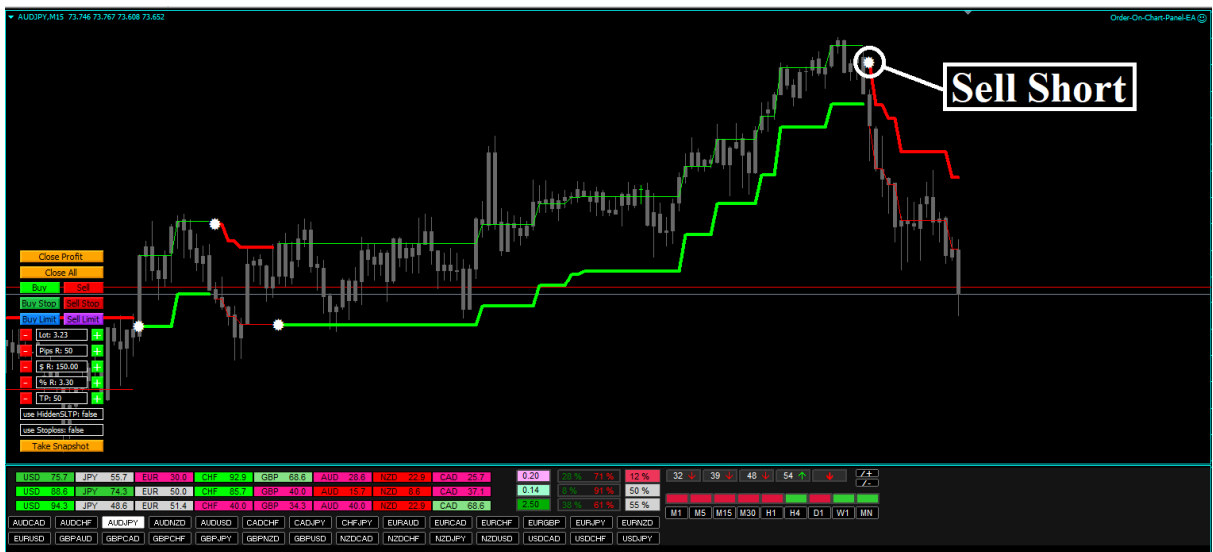 AUDJPY,M15 73.746 73.767 73.608 73.652
Order-On-Chart-Panel-EA
Sell Short
Close Profit
Close All
Buy Sell
Buy Stop Sell Stop
Buy Limit Sell Limit
- Lot: 3.23 +
- Pips R: 50 +
- $ R: 150.00 +
- % R: 3.30 +
- TP: 50 +
use HiddenSLTP: false
use Stoploss: false
Take Snapshot
USD 75.7 JPY 55.7 EUR 30.0 CHF 92.9 GBP 68.6 AUD 28.6 NZD 22.9 CAD 25.7 0.20 28 % 71 % 12 % 32 39 48 54
USD 88.6 JPY 74.3 EUR 50.0 CHF 85.7 GBP 40.0 AUD 15.7 NZD 8.6 CAD 37.1 0.14 8 % 91 % 50 %
USD 94.3 JPY 48.6 EUR 51.4 CHF 40.0 GBP 34.3 AUD 40.0 NZD 22.9 CAD 68.6 2.50 38 % 61 % 55 %
/+
/-
M1 M5 M15 M30 H1 H4 D1 W1 MN
AUDCAD AUDCHF AUDJPY AUDNZD AUDUSD CADCHF CADJPY CHFJPY EURAUD EURCAD EURCHF EURGBP EURJPY EURNZD
EURUSD GBPAUD GBPCAD GBPCHF GBPJPY GBPNZD GBPUSD NZDCAD NZDCHF NZDJPY NZDUSD USDCAD USDCHF USDJPY